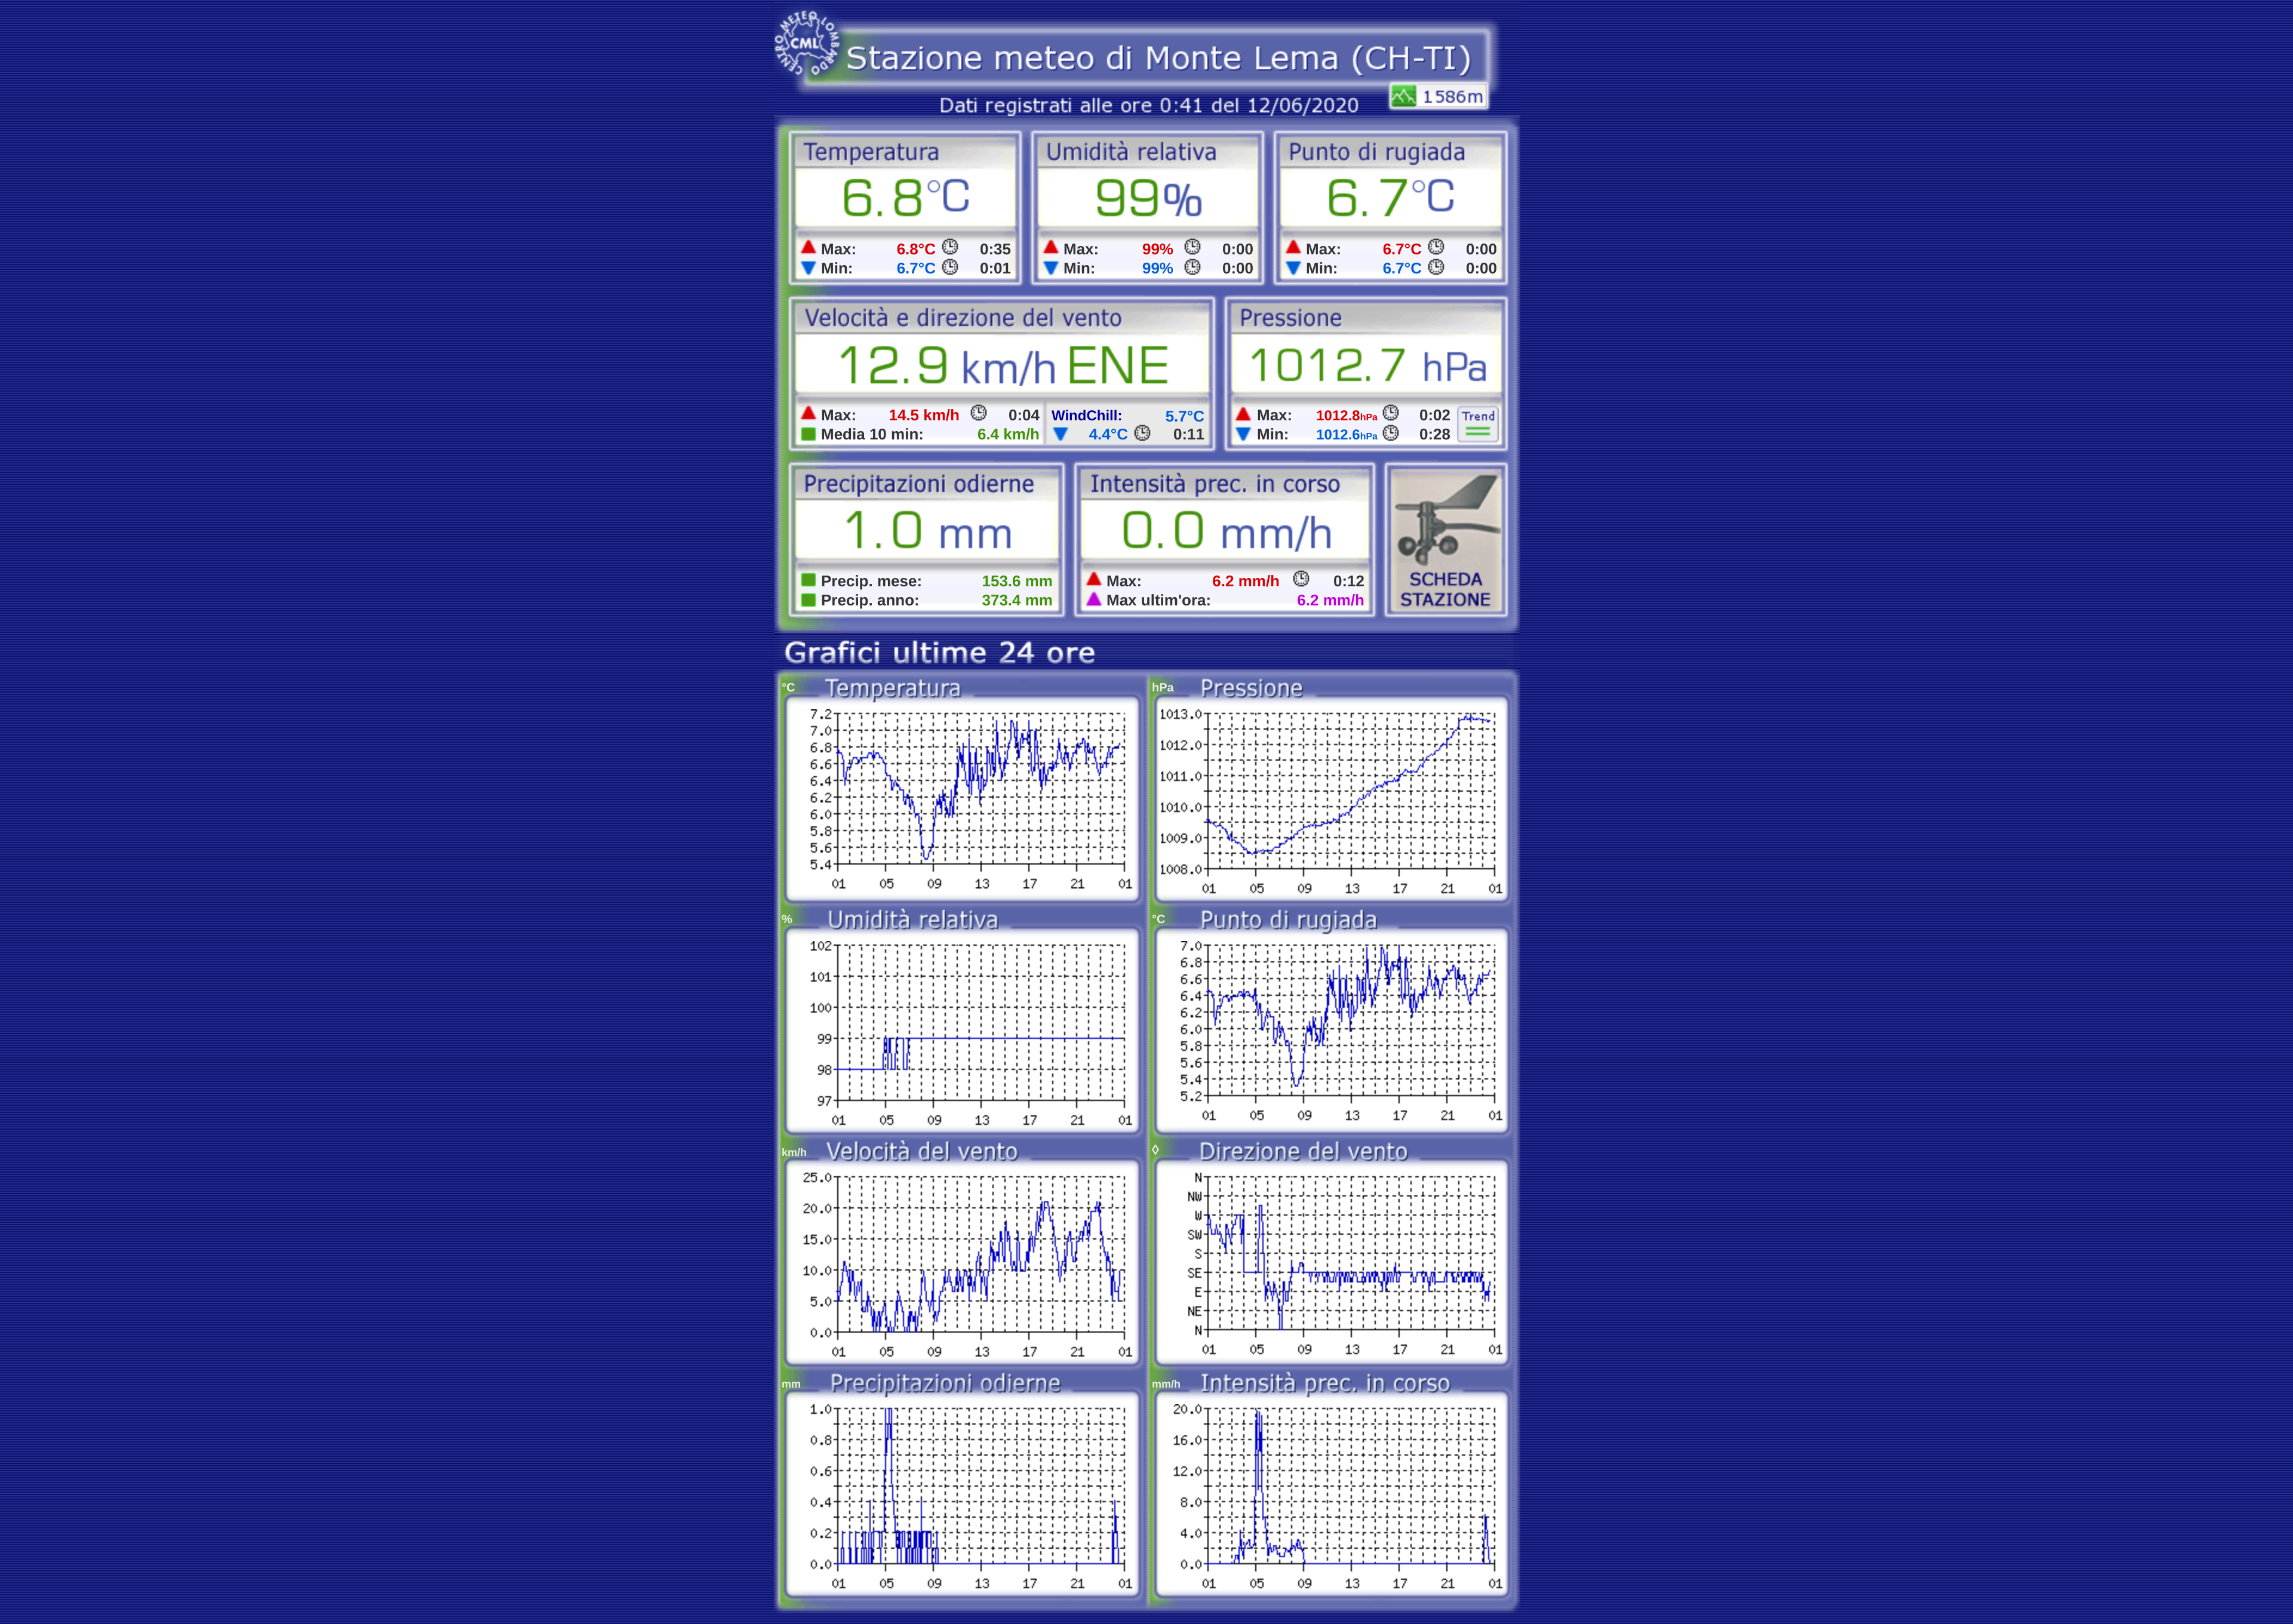 CENTRO METEO LOMBARDO
CML
Stazione meteo di Monte Lema (CH-TI)
Dati registrati alle ore 0:41 del 12/06/2020
1586m
Temperatura
6.8°C
Max: 6.8°C 0:35
Min: 6.7°C 0:01
Umidità relativa
99%
Max: 99% 0:00
Min: 99% 0:00
Punto di rugiada
6.7°C
Max: 6.7°C 0:00
Min: 6.7°C 0:00
Velocità e direzione del vento
12.9 km/h ENE
Max: 14.5 km/h 0:04
Media 10 min: 6.4 km/h
WindChill: 5.7°C
4.4°C 0:11
Pressione
1012.7 hPa
Max: 1012.8hPa 0:02
Min: 1012.6hPa 0:28
Trend
Precipitazioni odierne
1.0 mm
Precip. mese: 153.6 mm
Precip. anno: 373.4 mm
Intensità prec. in corso
0.0 mm/h
Max: 6.2 mm/h 0:12
Max ultim'ora: 6.2 mm/h
SCHEDA
STAZIONE
Grafici ultime 24 ore
°C Temperatura
7.2
7.0
6.8
6.6
6.4
6.2
6.0
5.8
5.6
5.4
01 05 09 13 17 21 01
hPa Pressione
1013.0
1012.0
1011.0
1010.0
1009.0
1008.0
01 05 09 13 17 21 01
% Umidità relativa
102
101
100
99
98
97
01 05 09 13 17 21 01
°C Punto di rugiada
7.0
6.8
6.6
6.4
6.2
6.0
5.8
5.6
5.4
5.2
01 05 09 13 17 21 01
km/h Velocità del vento
25.0
20.0
15.0
10.0
5.0
0.0
01 05 09 13 17 21 01
◊ Direzione del vento
N
NW
W
SW
S
SE
E
NE
N
01 05 09 13 17 21 01
mm Precipitazioni odierne
1.0
0.8
0.6
0.4
0.2
0.0
01 05 09 13 17 21 01
mm/h Intensità prec. in corso
20.0
16.0
12.0
8.0
4.0
0.0
01 05 09 13 17 21 01